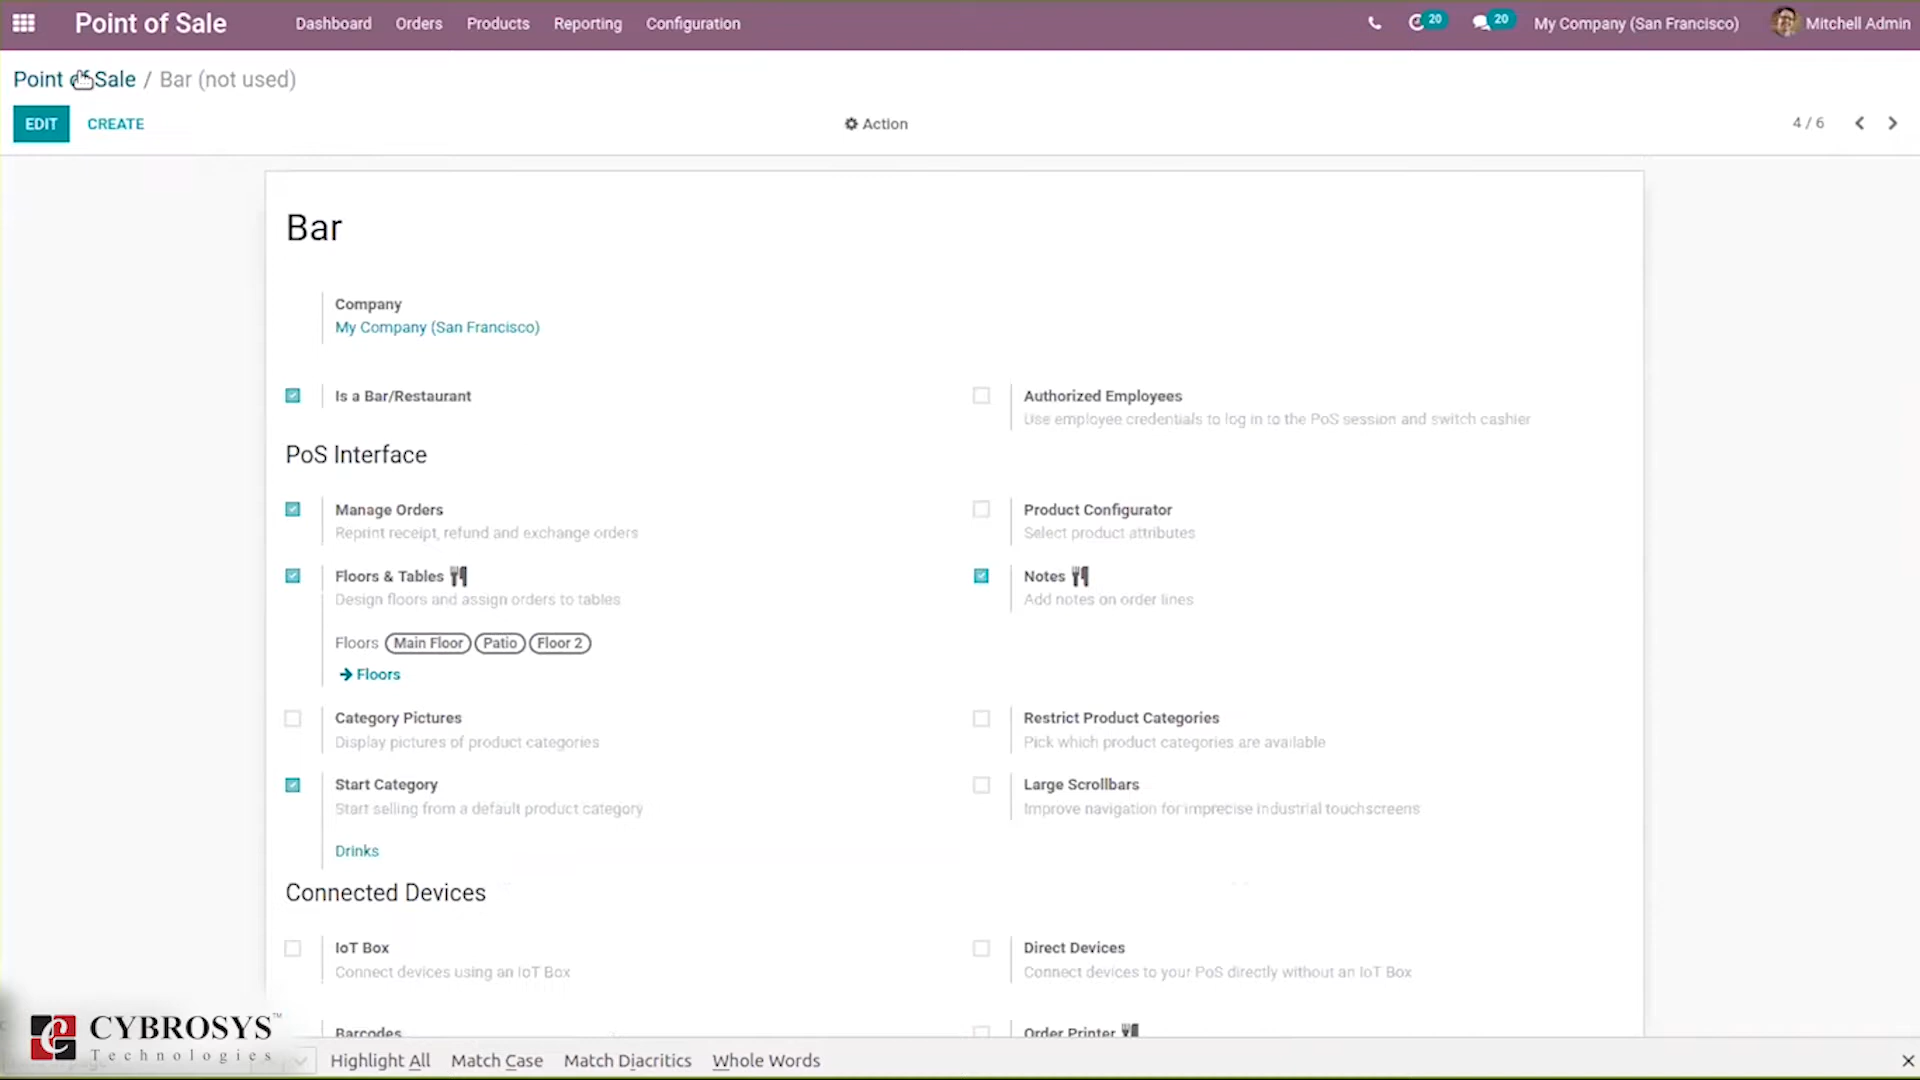 Point of Sale Dashboard Orders Products Reporting Configuration 20 20 My Company (San Francisco) Mitchell Admin
Point of Sale / Bar (not used)
EDIT CREATE Action 4 / 6
Bar
Company
My Company (San Francisco)
Is a Bar/Restaurant
Authorized Employees
Use employee credentials to log in to the PoS session and switch cashier
PoS Interface
Manage Orders
Reprint receipt, refund and exchange orders
Product Configurator
Select product attributes
Floors & Tables
Design floors and assign orders to tables
Floors Main Floor Patio Floor 2
Floors
Notes
Add notes on order lines
Category Pictures
Display pictures of product categories
Restrict Product Categories
Pick which product categories are available
Start Category
Start selling from a default product category
Drinks
Large Scrollbars
Improve navigation for imprecise industrial touchscreens
Connected Devices
IoT Box
Connect devices using an IoT Box
Direct Devices
Connect devices to your PoS directly without an IoT Box
Barcodes
Order Printer
CYBROSYS™
Technologies
Highlight All Match Case Match Diacritics Whole Words